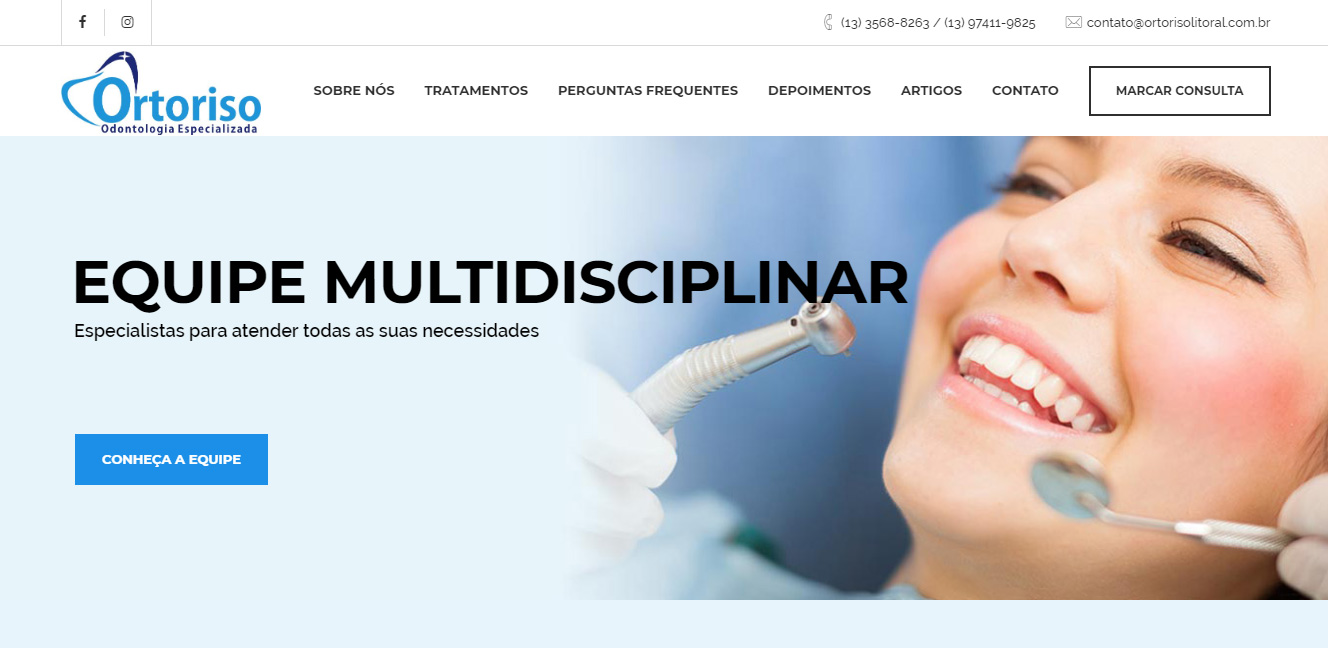 (13) 3568-8263 / (13) 97411-9825
contato@ortorisolitoral.com.br
Ortoriso
Odontologia Especializada
SOBRE NÓS
TRATAMENTOS
PERGUNTAS FREQUENTES
DEPOIMENTOS
ARTIGOS
CONTATO
MARCAR CONSULTA
EQUIPE MULTIDISCIPLINAR
Especialistas para atender todas as suas necessidades
CONHEÇA A EQUIPE